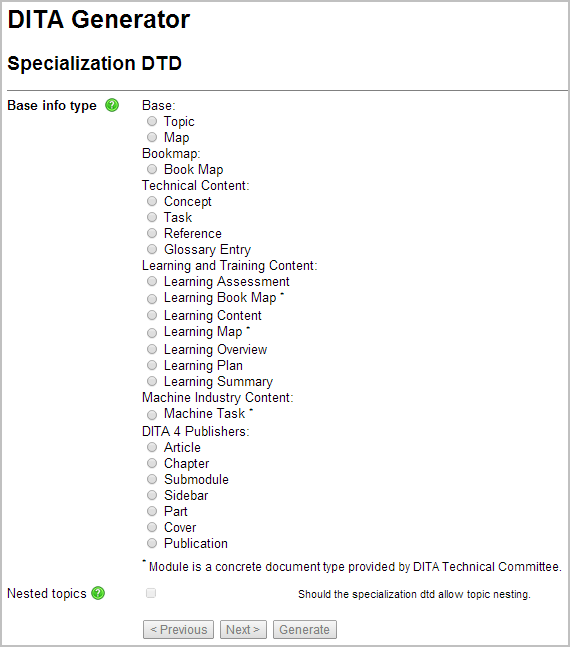 DITA Generator
Specialization DTD
Base info type ?
Base:
Topic
Map
Bookmap:
Book Map
Technical Content:
Concept
Task
Reference
Glossary Entry
Learning and Training Content:
Learning Assessment
Learning Book Map *
Learning Content
Learning Map *
Learning Overview
Learning Plan
Learning Summary
Machine Industry Content:
Machine Task *
DITA 4 Publishers:
Article
Chapter
Submodule
Sidebar
Part
Cover
Publication
* Module is a concrete document type provided by DITA Technical Committee.
Nested topics ? Should the specialization dtd allow topic nesting.
< Previous Next > Generate